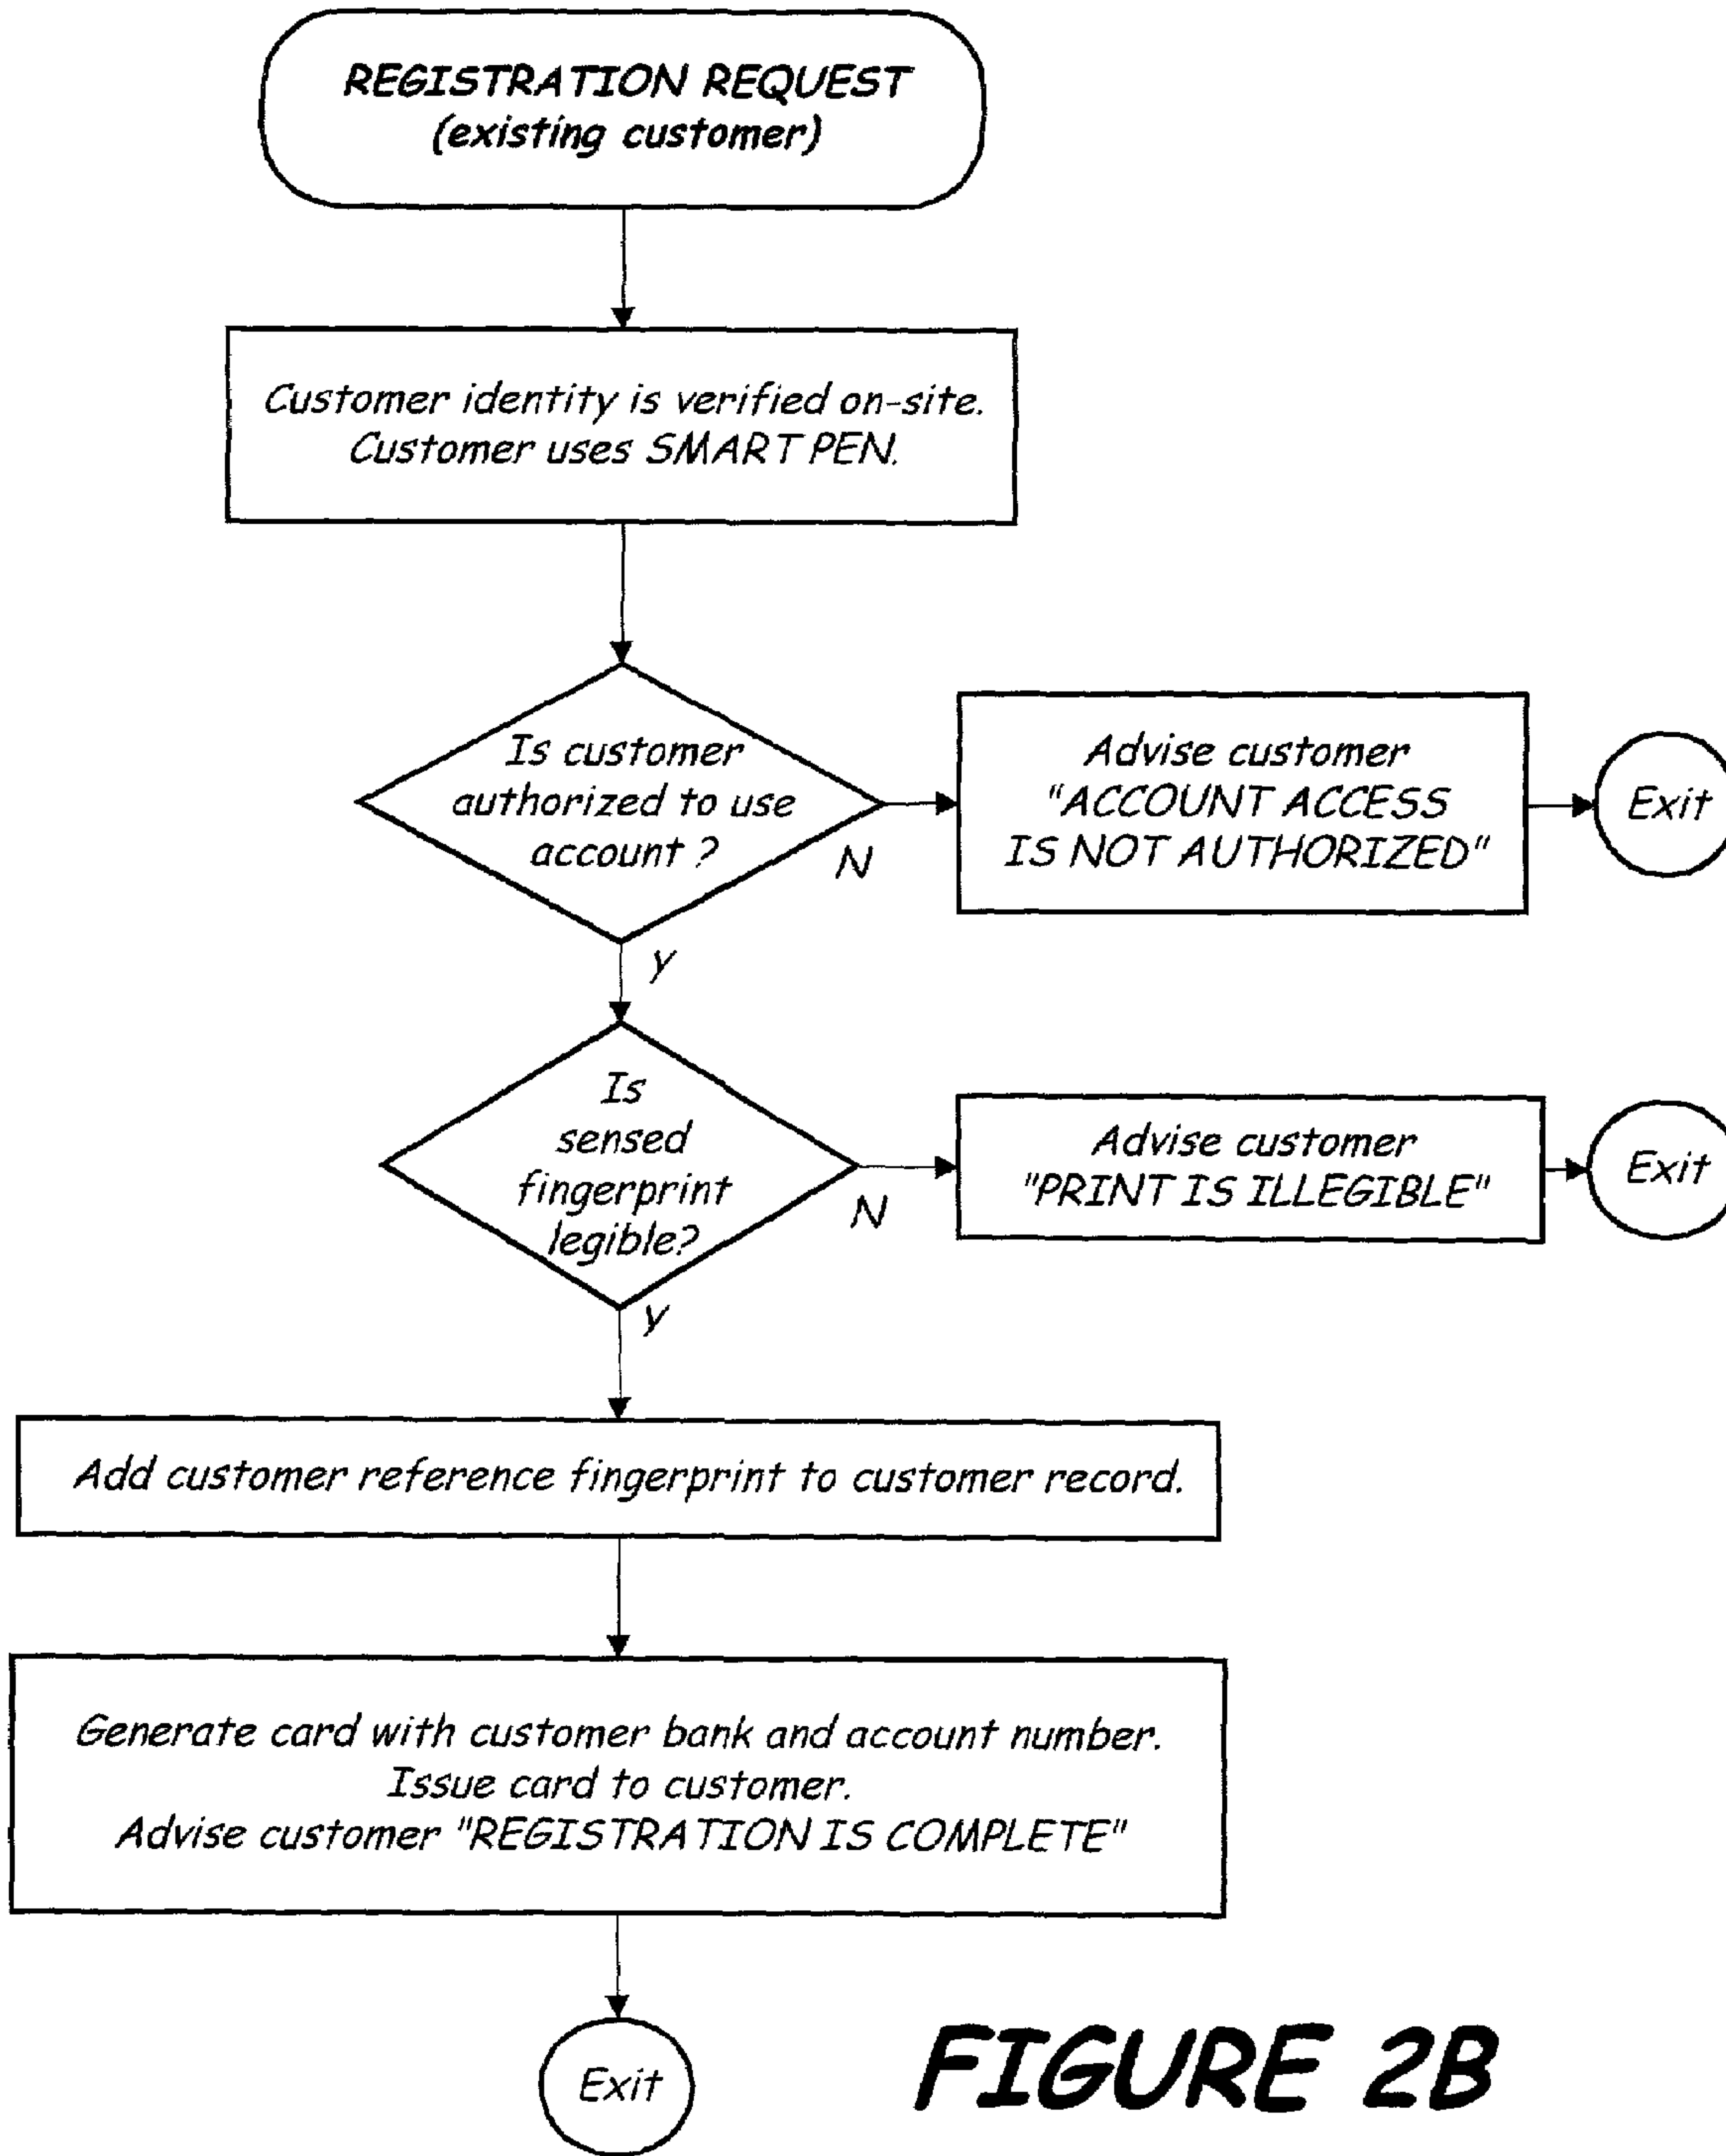 REGISTRATION REQUEST
(existing customer)
Customer identity is verified on-site.
Customer uses SMART PEN.
Is customer
authorized to use
account ?
N
Advise customer
"ACCOUNT ACCESS
IS NOT AUTHORIZED"
Exit
Y
Is
sensed
fingerprint
legible?
N
Advise customer
"PRINT IS ILLEGIBLE"
Exit
Y
Add customer reference fingerprint to customer record.
Generate card with customer bank and account number.
Issue card to customer.
Advise customer "REGISTRATION IS COMPLETE"
Exit
FIGURE 2B